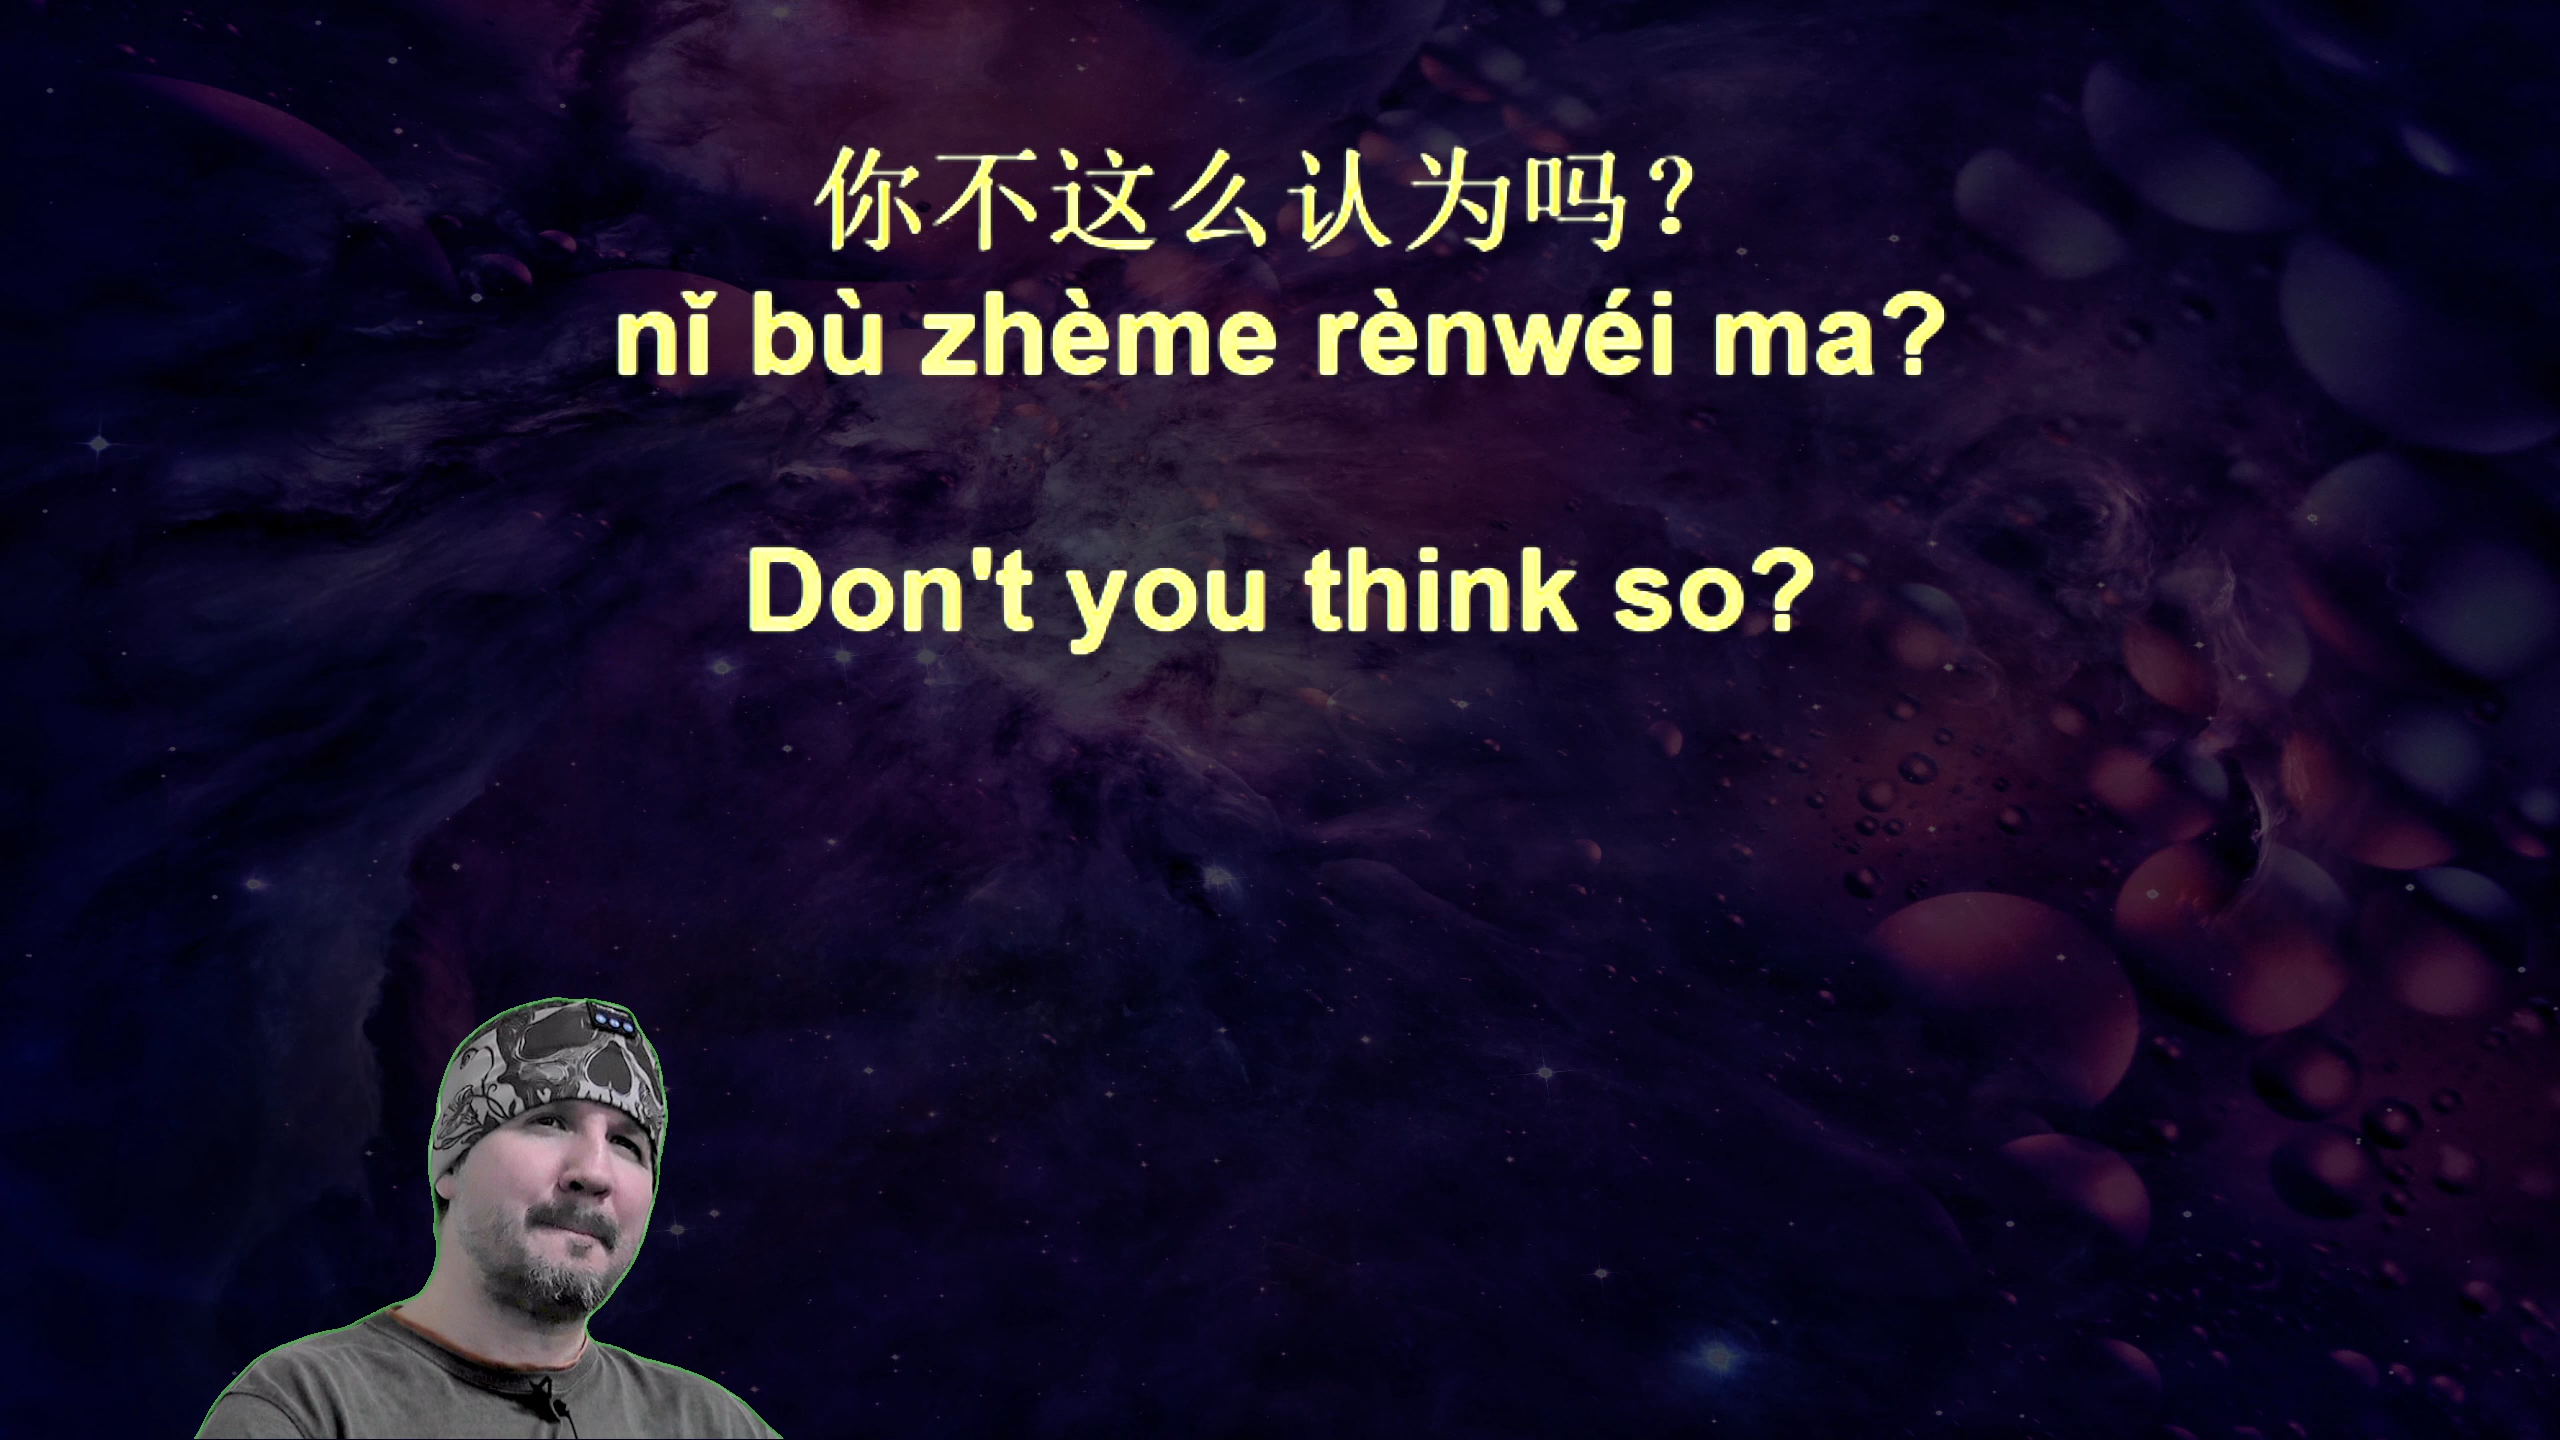 你不这么认为吗？
nǐ bù zhème rènwéi ma?
Don't you think so?